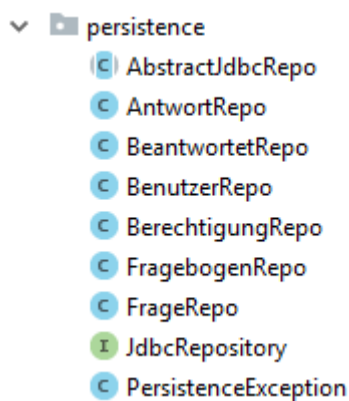 persistence
C AbstractJdbcRepo
C AntwortRepo
C BeantwortetRepo
C BenutzerRepo
C BerechtigungRepo
C FragebogenRepo
C FrageRepo
I JdbcRepository
C PersistenceException